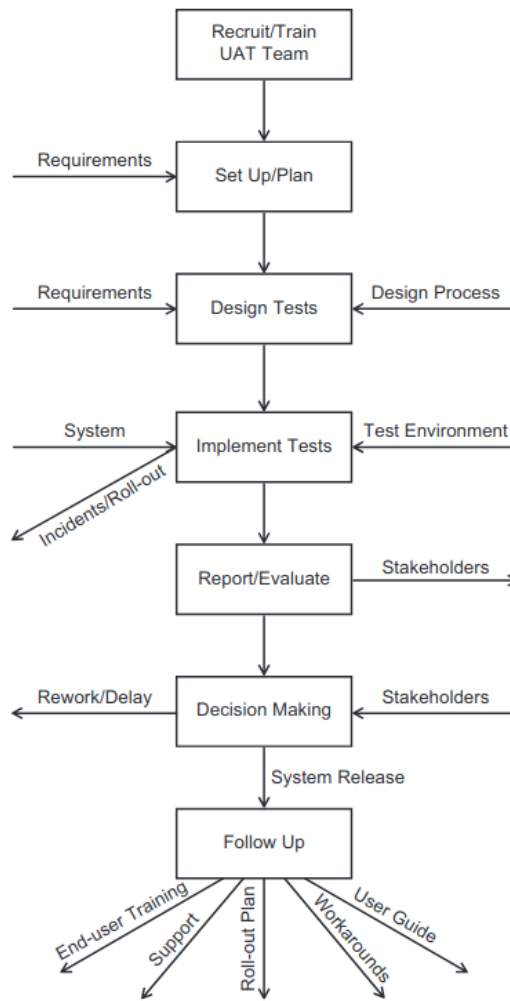 Recruit/Train
UAT Team
Requirements
Set Up/Plan
Requirements
Design Tests
Design Process
System
Implement Tests
Test Environment
Incidents/Roll-out
Report/Evaluate
Stakeholders
Rework/Delay
Decision Making
Stakeholders
System Release
Follow Up
End-user Training
Support
Roll-out Plan
Workarounds
User Guide